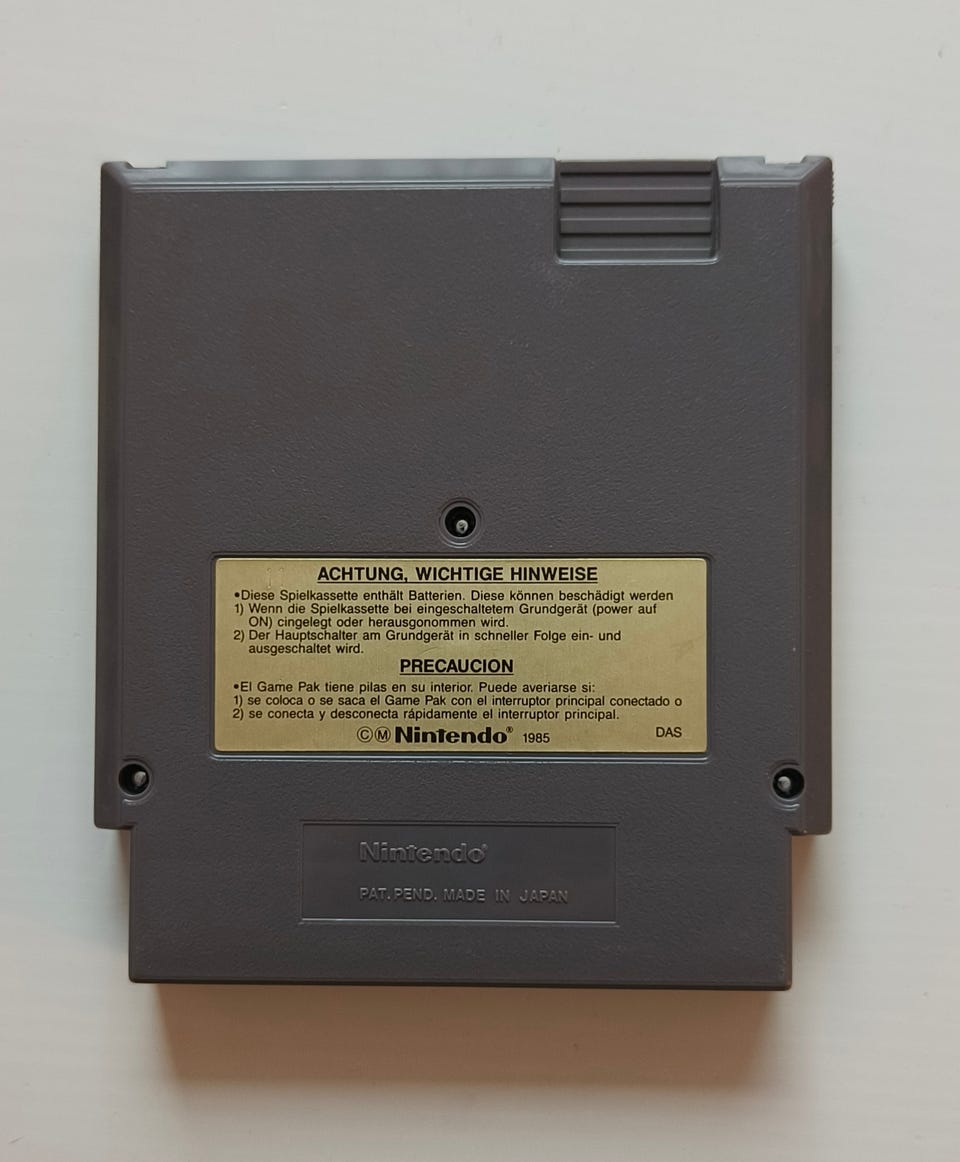 ACHTUNG, WICHTIGE HINWEISE
•Diese Spielkassette enthält Batterien. Diese können beschädigt werden
1) Wenn die Spielkassette bei eingeschaltetem Grundgerät (power auf
ON) cingelegt oder herausgonommen wird.
2) Der Hauptschalter am Grundgerät in schneller Folge ein- und
ausgeschaltet wird.
PRECAUCION
•El Game Pak tiene pilas en su interior. Puede averiarse si:
1) se coloca o se saca el Game Pak con el interruptor principal conectado o
2) se conecta y desconecta rápidamente el interruptor principal.
©Ⓜ Nintendo® 1985 DAS
Nintendo®
PAT. PEND. MADE IN JAPAN